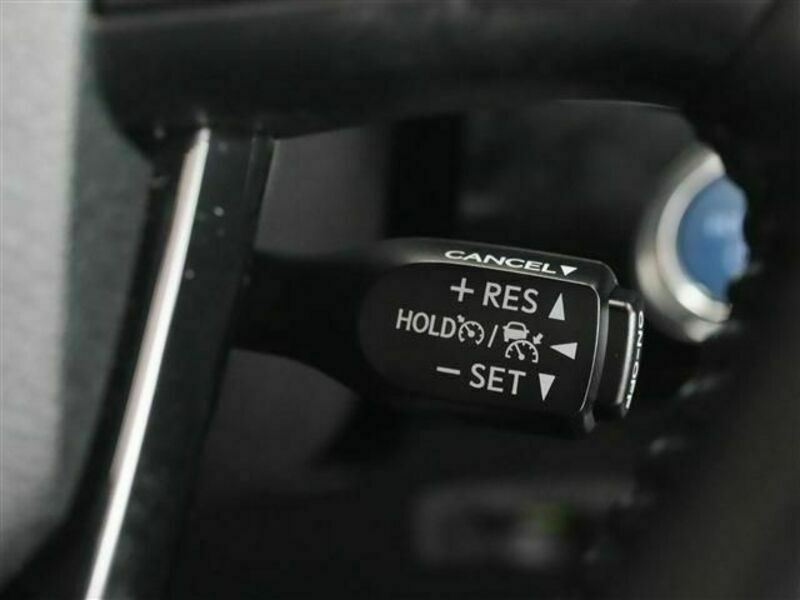 CANCEL▼
+ RES ▲
HOLD / ◀
− SET ▼
ON-OFF